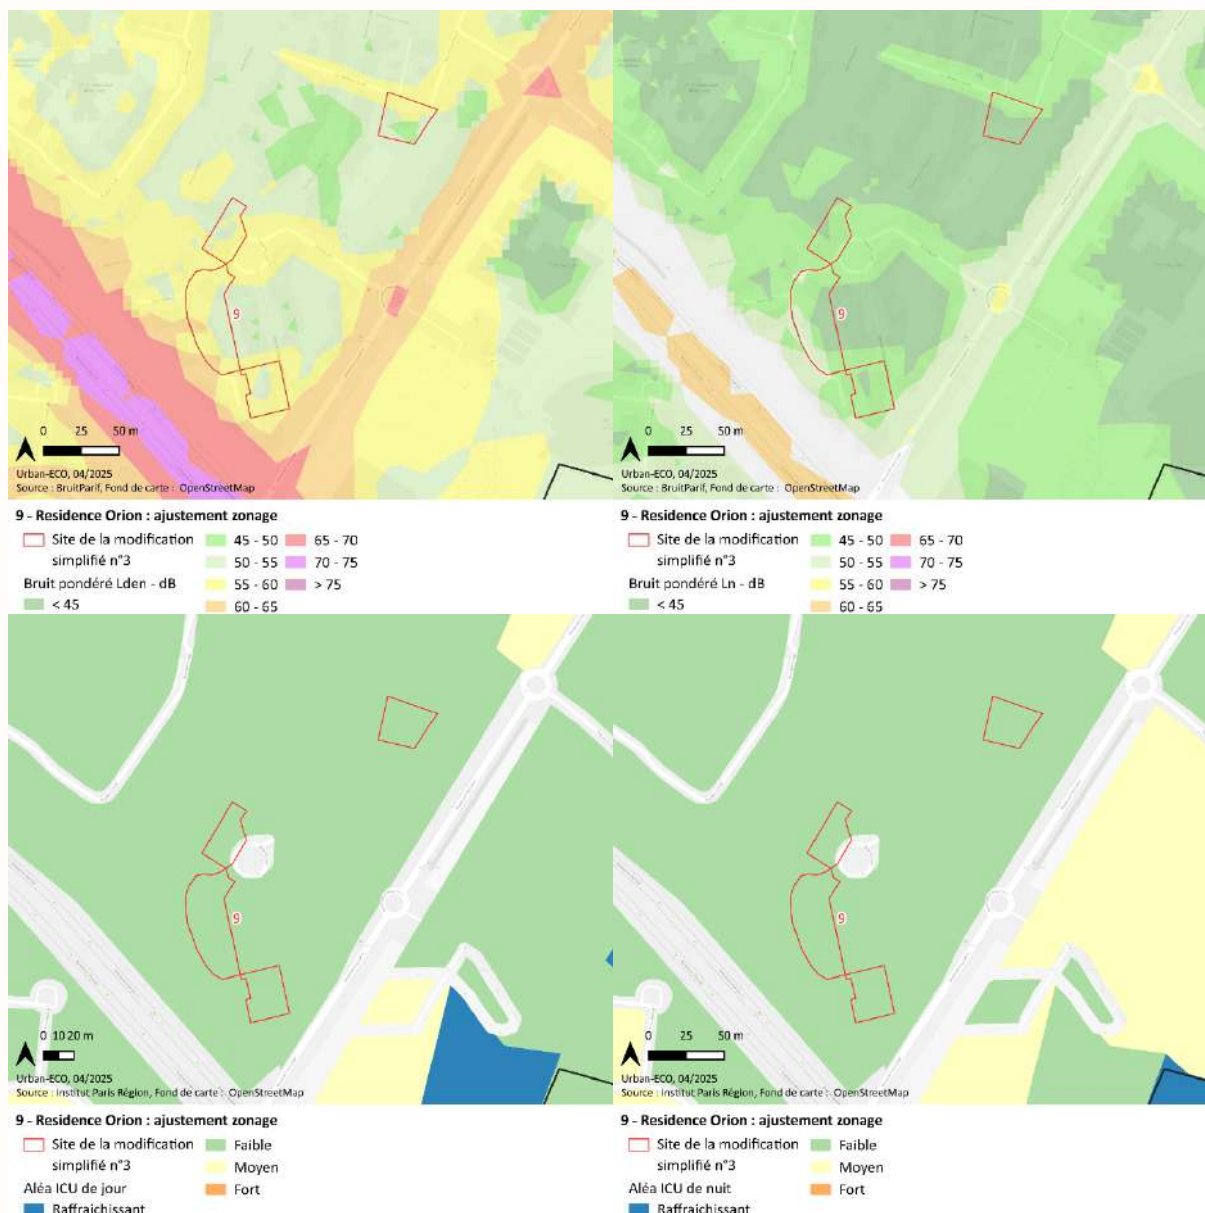 9
0 25 50 m
Urban-ECO, 04/2025
Source : BruitParif, Fond de carte : OpenStreetMap
9 - Residence Orion : ajustement zonage
Site de la modification
simplifié n°3
Bruit pondéré Lden - dB
< 45
45 - 50
50 - 55
55 - 60
60 - 65
65 - 70
70 - 75
> 75
9
0 25 50 m
Urban-ECO, 04/2025
Source : BruitParif, Fond de carte : OpenStreetMap
9 - Residence Orion : ajustement zonage
Site de la modification
simplifié n°3
Bruit pondéré Ln - dB
< 45
45 - 50
50 - 55
55 - 60
60 - 65
65 - 70
70 - 75
> 75
9
0 10 20 m
Urban-ECO, 04/2025
Source : Institut Paris Région, Fond de carte : OpenStreetMap
9 - Residence Orion : ajustement zonage
Site de la modification
simplifié n°3
Aléa ICU de jour
Raffraichissant
Faible
Moyen
Fort
9
0 25 50 m
Urban-ECO, 04/2025
Source : Institut Paris Région, Fond de carte : OpenStreetMap
9 - Residence Orion : ajustement zonage
Site de la modification
simplifié n°3
Aléa ICU de nuit
Raffraichissant
Faible
Moyen
Fort